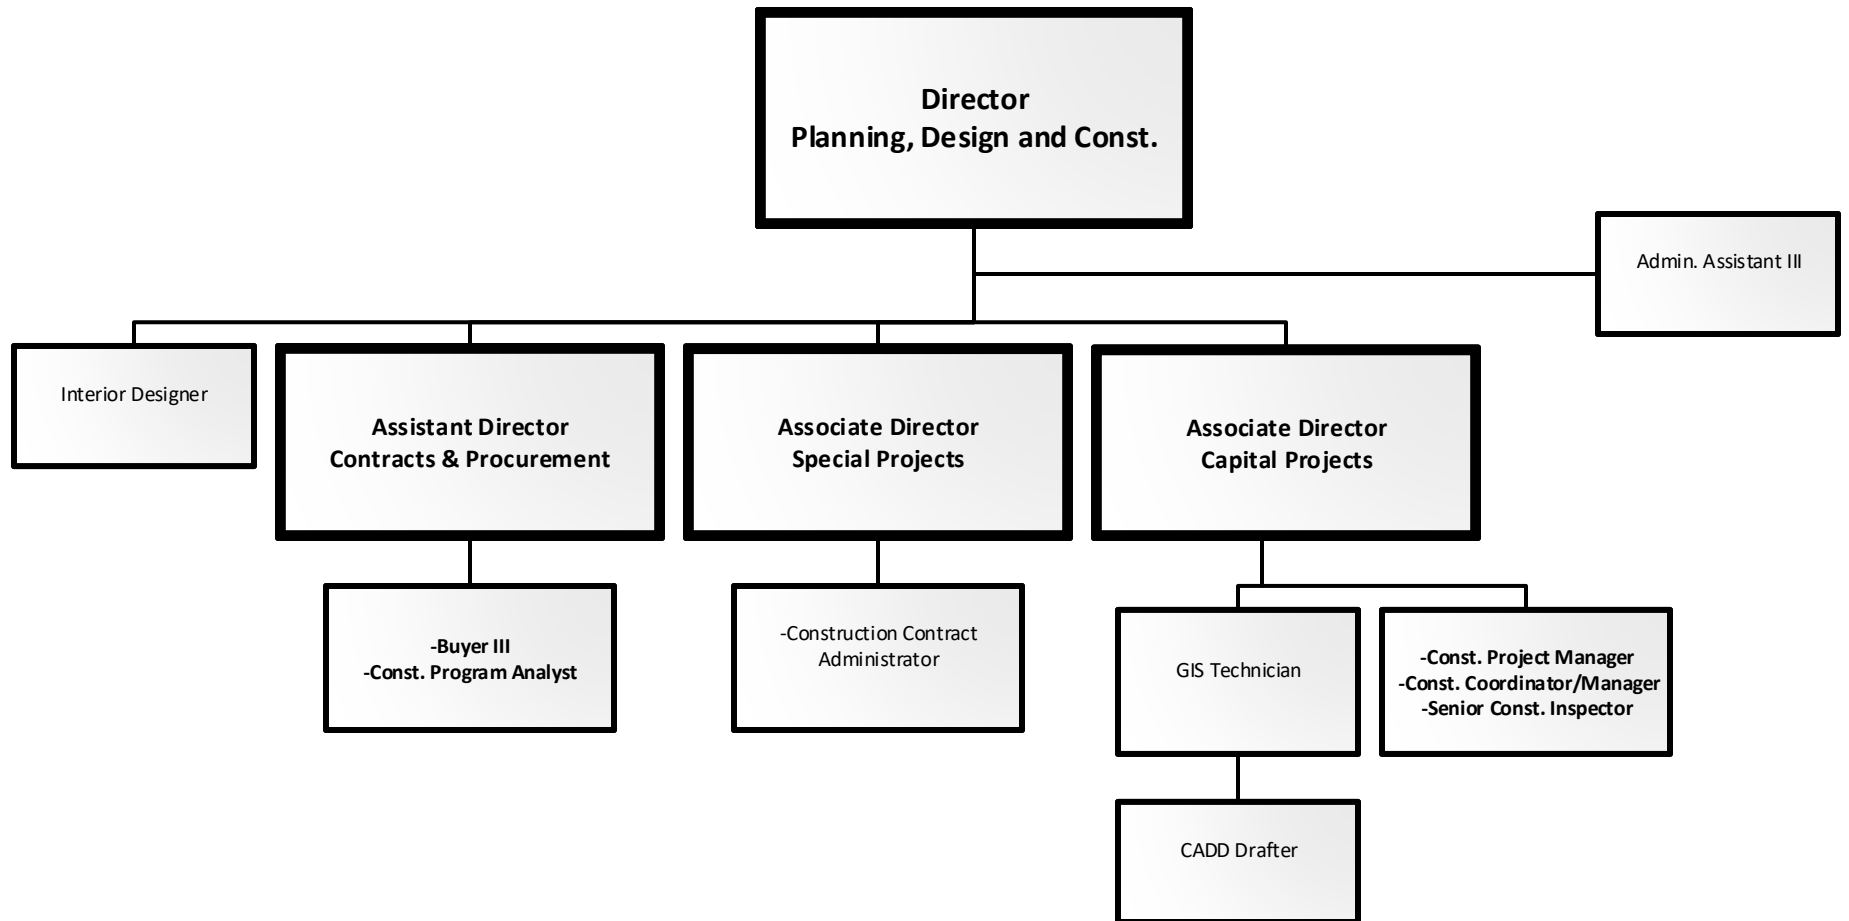 Director
Planning, Design and Const.
Admin. Assistant III
Interior Designer
Assistant Director
Contracts & Procurement
Associate Director
Special Projects
Associate Director
Capital Projects
-Buyer III
-Const. Program Analyst
-Construction Contract
Administrator
GIS Technician
-Const. Project Manager
-Const. Coordinator/Manager
-Senior Const. Inspector
CADD Drafter